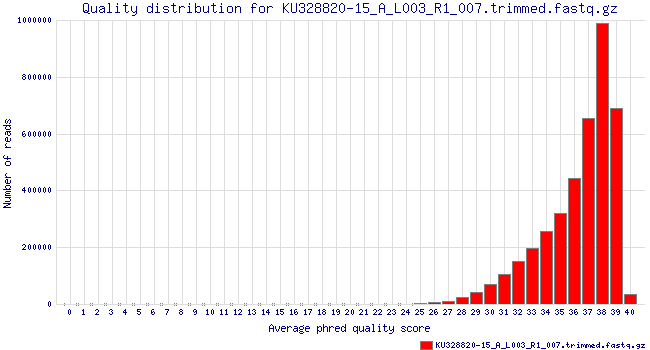 Quality distribution for KU328820-15_A_L003_R1_007.trimmed.fastq.gz
Number of reads
1000000
800000
600000
400000
200000
0
0 1 2 3 4 5 6 7 8 9 10 11 12 13 14 15 16 17 18 19 20 21 22 23 24 25 26 27 28 29 30 31 32 33 34 35 36 37 38 39 40
Average phred quality score
KU328820-15_A_L003_R1_007.trimmed.fastq.gz